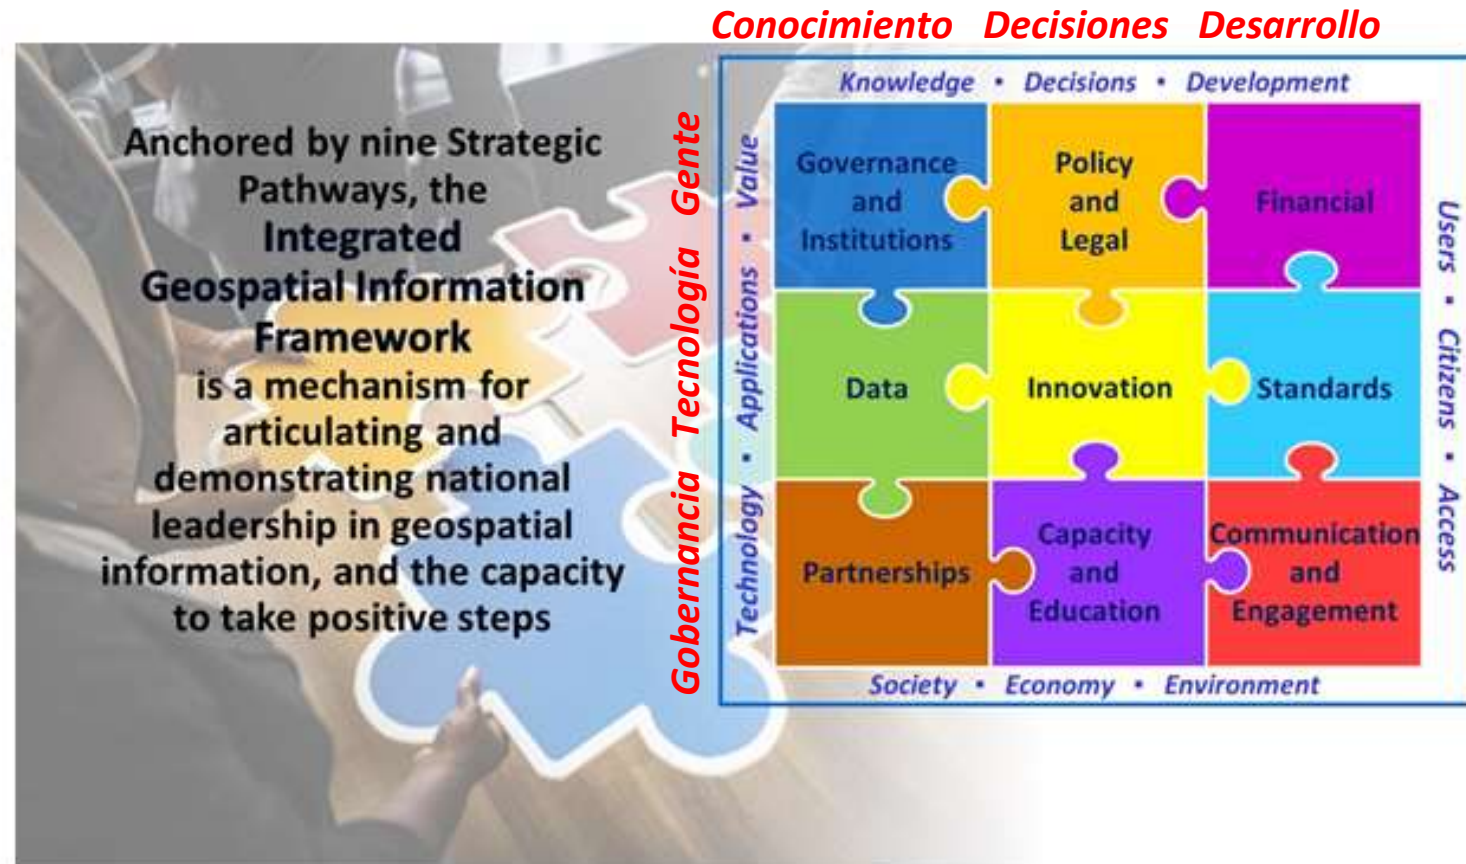 Conocimiento Decisiones Desarrollo
Anchored by nine Strategic
Pathways, the
Integrated
Geospatial Information
Framework
is a mechanism for
articulating and
demonstrating national
leadership in geospatial
information, and the capacity
to take positive steps
Gobernancia Tecnología Gente
Knowledge • Decisions • Development
Technology • Applications • Value
Governance
and
Institutions
Policy
and
Legal
Financial
Data
Innovation
Standards
Partnerships
Capacity
and
Education
Communication
and
Engagement
Users • Citizens • Access
Society • Economy • Environment